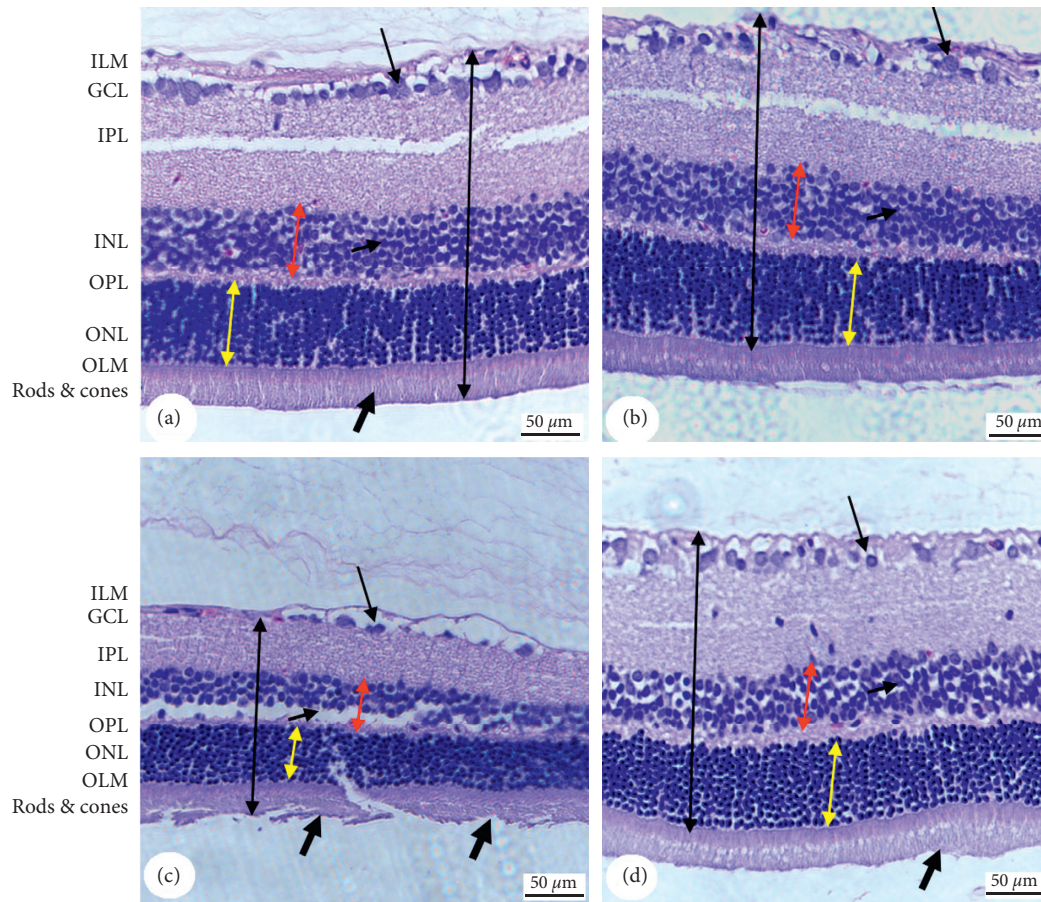 ILM
GCL
IPL
INL
OPL
ONL
OLM
Rods & cones
(a)
50 μm
(b)
50 μm
ILM
GCL
IPL
INL
OPL
ONL
OLM
Rods & cones
(c)
50 μm
(d)
50 μm